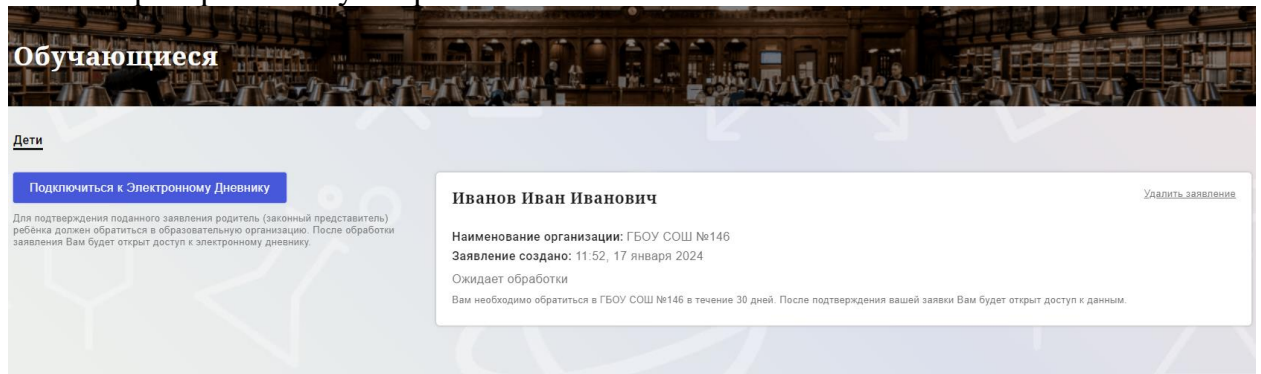 Обучающиеся
Дети
Подключиться к Электронному Дневнику
Для подтверждения поданного заявления родитель (законный представитель)
ребёнка должен обратиться в образовательную организацию. После обработки
заявления Вам будет открыт доступ к электронному дневнику.
Иванов Иван Иванович
Удалить заявление
Наименование организации: ГБОУ СОШ №146
Заявление создано: 11:52, 17 января 2024
Ожидает обработки
Вам необходимо обратиться в ГБОУ СОШ №146 в течение 30 дней. После подтверждения вашей заявки Вам будет открыт доступ к данным.